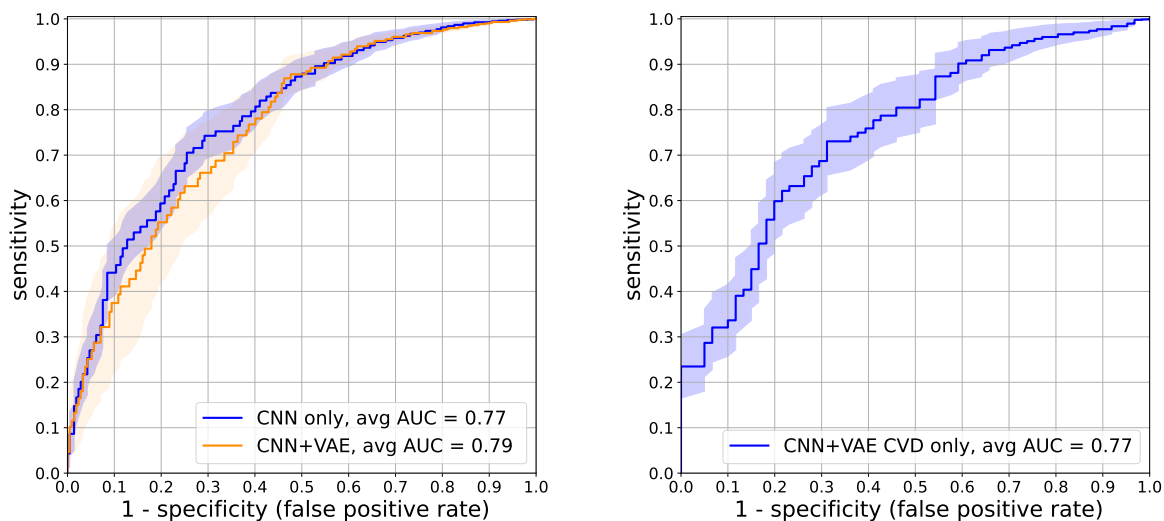 1.0
0.9
0.8
0.7
0.6
0.5
0.4
0.3
0.2
0.1
0.0
sensitivity
CNN only, avg AUC = 0.77
CNN+VAE, avg AUC = 0.79
0.0 0.1 0.2 0.3 0.4 0.5 0.6 0.7 0.8 0.9 1.0
1 - specificity (false positive rate)
1.0
0.9
0.8
0.7
0.6
0.5
0.4
0.3
0.2
0.1
0.0
sensitivity
CNN+VAE CVD only, avg AUC = 0.77
0.0 0.1 0.2 0.3 0.4 0.5 0.6 0.7 0.8 0.9 1.0
1 - specificity (false positive rate)